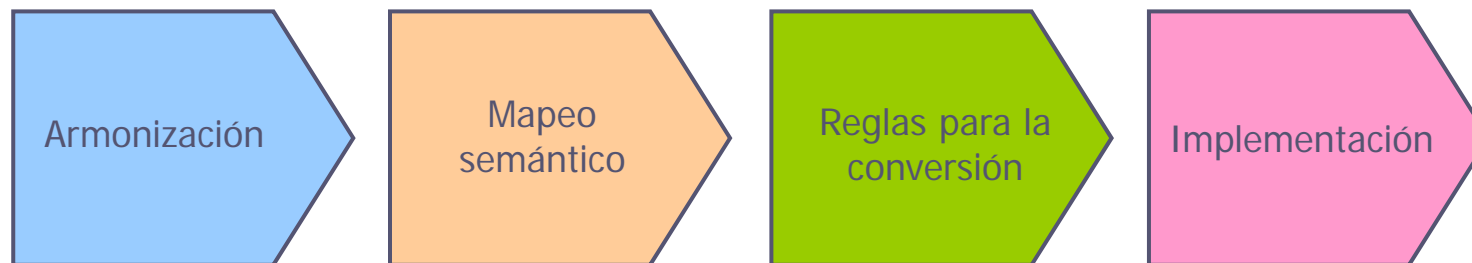 Armonización
Mapeo
semántico
Reglas para la
conversión
Implementación